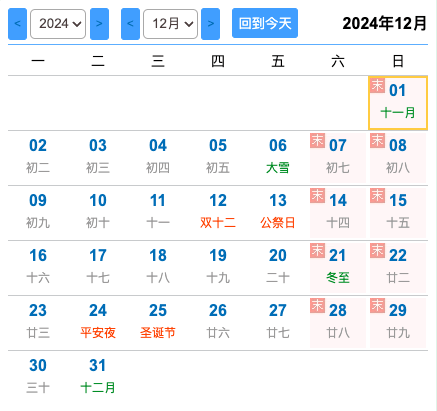 < 2024 > < 12月 > 回到今天 2024年12月
一 二 三 四 五 六 日
末 01
十一月
02 03 04 05 06 末 07 末 08
初二 初三 初四 初五 大雪 初七 初八
09 10 11 12 13 末 14 末 15
初九 初十 十一 双十二 公祭日 十四 十五
16 17 18 19 20 末 21 末 22
十六 十七 十八 十九 二十 冬至 廿二
23 24 25 26 27 末 28 末 29
廿三 平安夜 圣诞节 廿六 廿七 廿八 廿九
30 31
三十 十二月